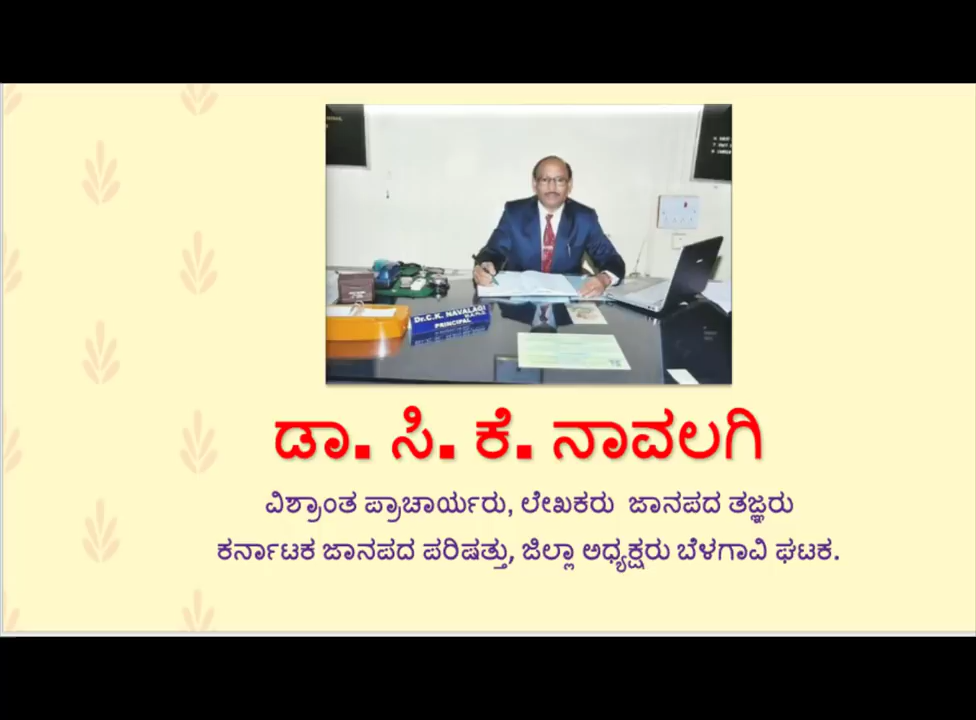 Dr.C.K. NAVALAGI
PRINCIPAL
ಡಾ. ಸಿ. ಕೆ. ನಾವಲಗಿ
ವಿಶ್ರಾಂತ ಪ್ರಾಚಾರ್ಯರು, ಲೇಖಕರು ಜಾನಪದ ತಜ್ಞರು
ಕರ್ನಾಟಕ ಜಾನಪದ ಪರಿಷತ್ತು, ಜಿಲ್ಲಾ ಅಧ್ಯಕ್ಷರು ಬೆಳಗಾವಿ ಘಟಕ.